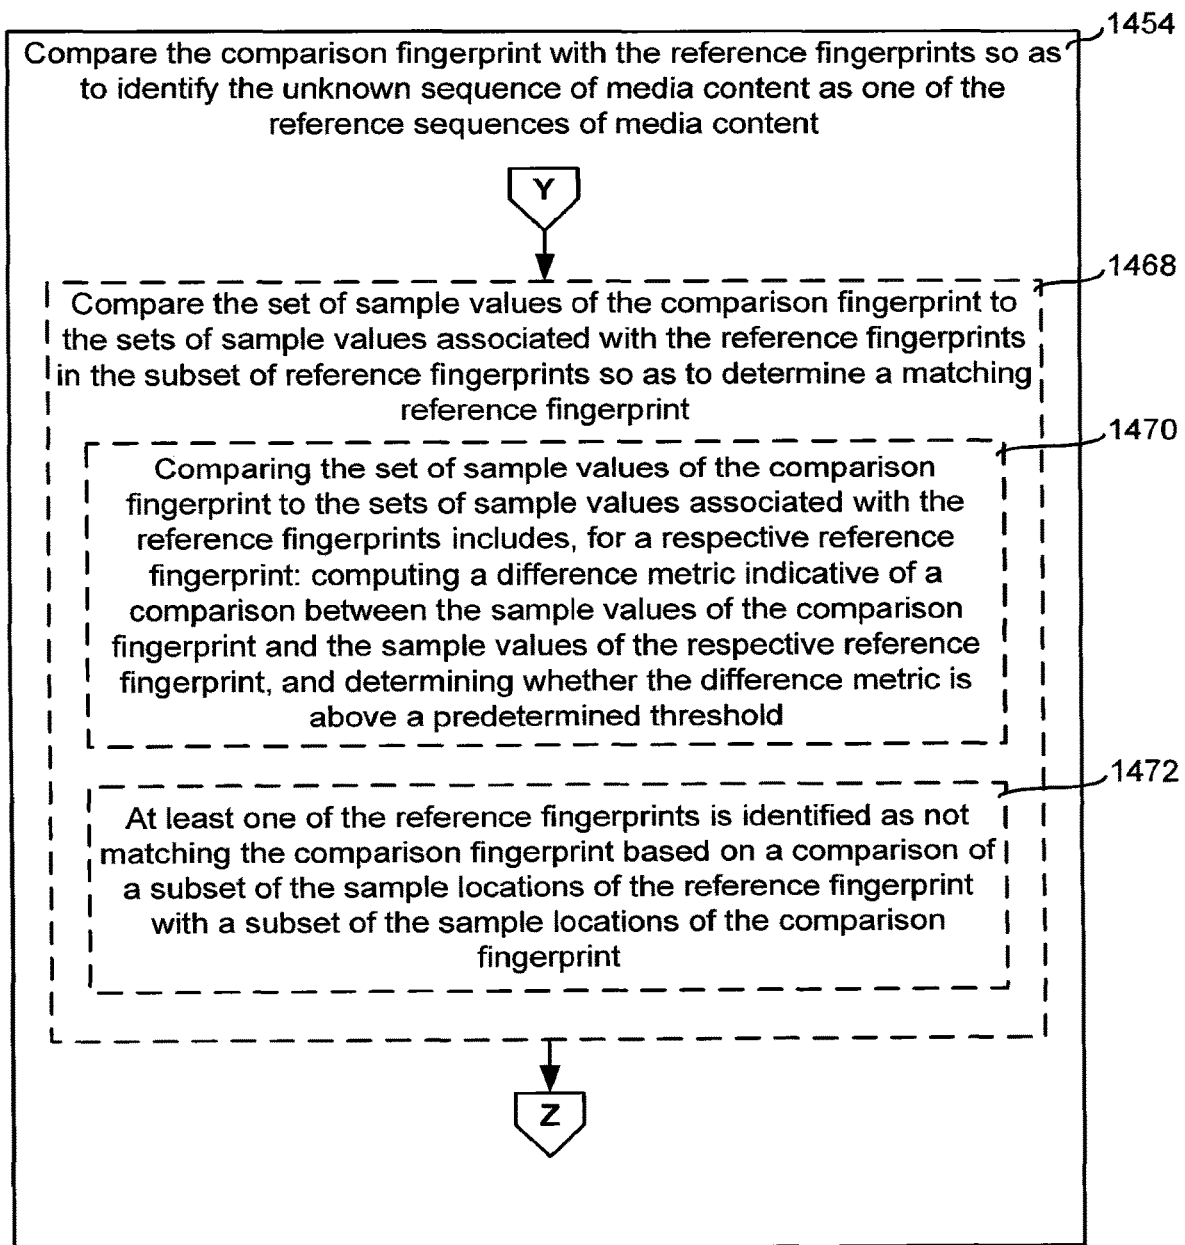 1454
Compare the comparison fingerprint with the reference fingerprints so as
to identify the unknown sequence of media content as one of the
reference sequences of media content
Y
1468
Compare the set of sample values of the comparison fingerprint to
the sets of sample values associated with the reference fingerprints
in the subset of reference fingerprints so as to determine a matching
reference fingerprint
1470
Comparing the set of sample values of the comparison
fingerprint to the sets of sample values associated with the
reference fingerprints includes, for a respective reference
fingerprint: computing a difference metric indicative of a
comparison between the sample values of the comparison
fingerprint and the sample values of the respective reference
fingerprint, and determining whether the difference metric is
above a predetermined threshold
1472
At least one of the reference fingerprints is identified as not
matching the comparison fingerprint based on a comparison of
a subset of the sample locations of the reference fingerprint
with a subset of the sample locations of the comparison
fingerprint
Z